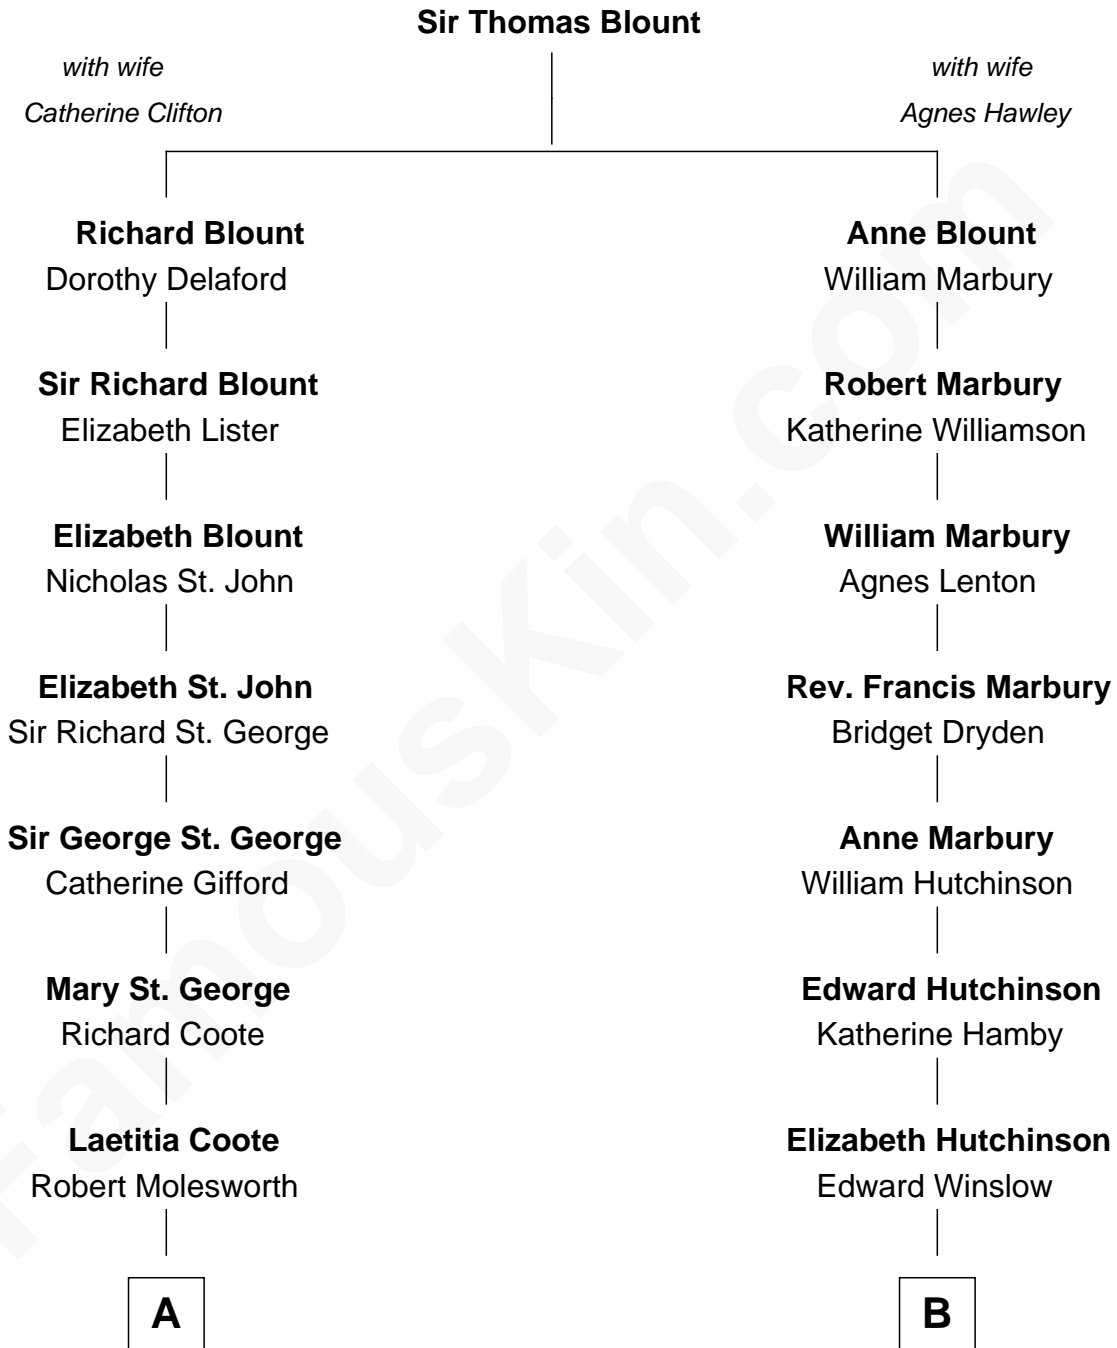 Sir Thomas Blount
with wife
Catherine Clifton
with wife
Agnes Hawley
Richard Blount
Dorothy Delaford
Anne Blount
William Marbury
Sir Richard Blount
Elizabeth Lister
Robert Marbury
Katherine Williamson
Elizabeth Blount
Nicholas St. John
William Marbury
Agnes Lenton
Elizabeth St. John
Sir Richard St. George
Rev. Francis Marbury
Bridget Dryden
Sir George St. George
Catherine Gifford
Anne Marbury
William Hutchinson
Mary St. George
Richard Coote
Edward Hutchinson
Katherine Hamby
Laetitia Coote
Robert Molesworth
Elizabeth Hutchinson
Edward Winslow
A
B
FamousKin.com